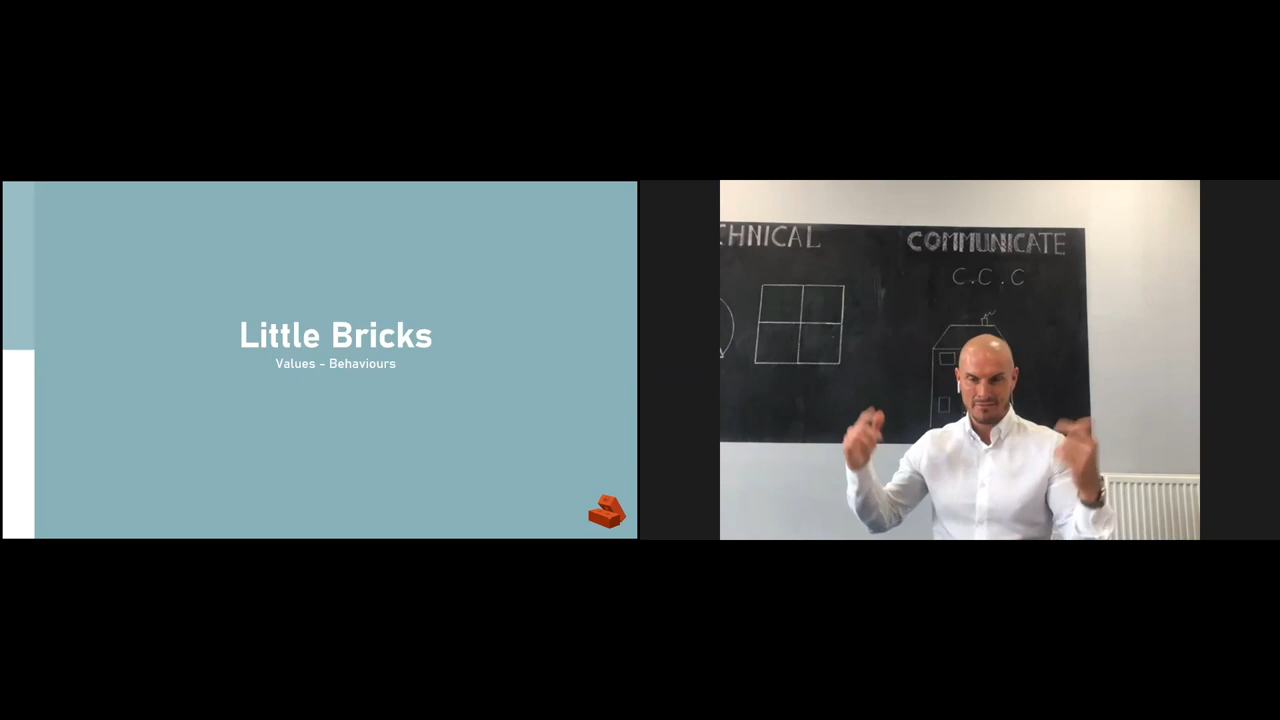 Little Bricks
Values - Behaviours
CHNICAL
COMMUNICATE
C.C.C